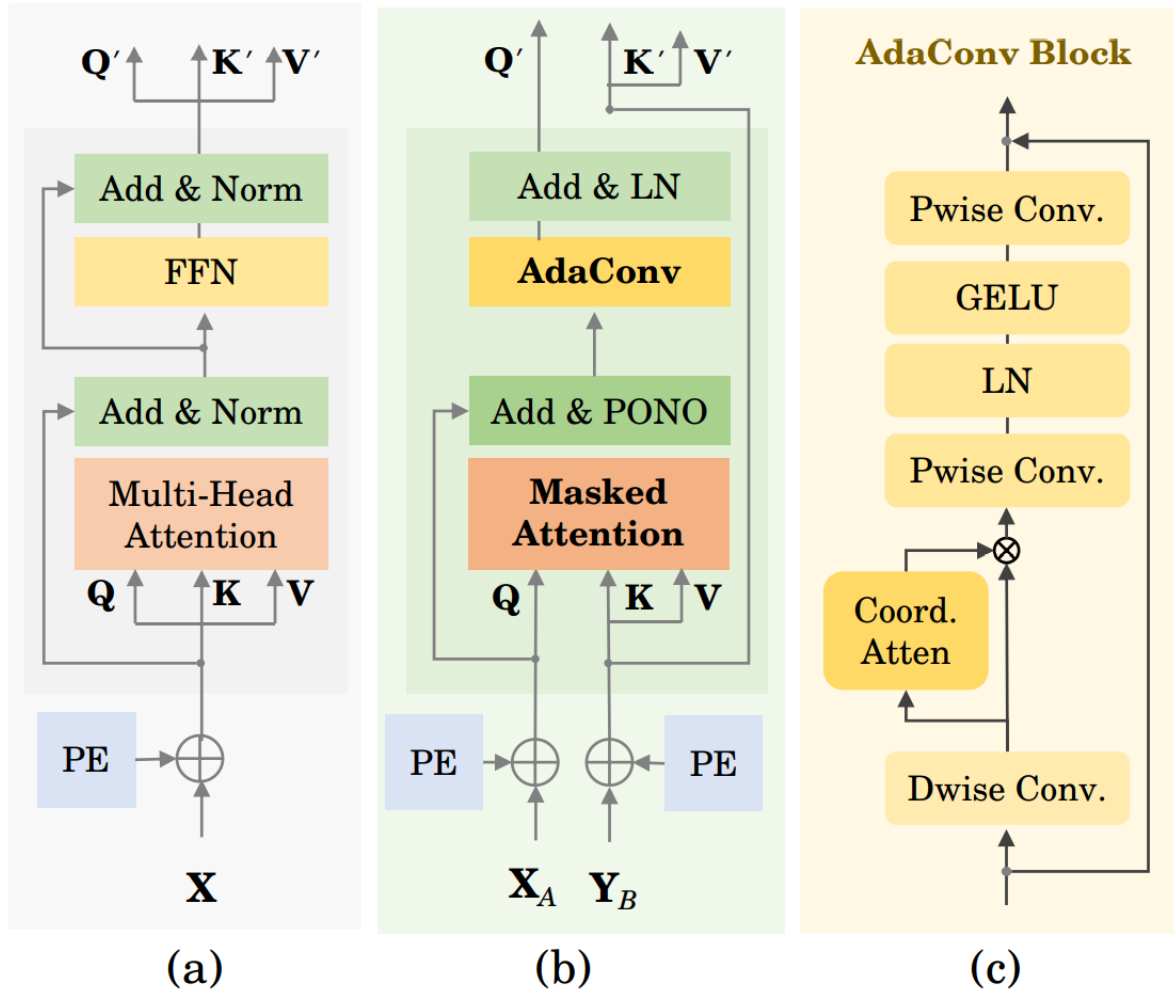 Q′ K′ V′
Add & Norm
FFN
Add & Norm
Multi-Head
Attention
Q K V
PE
X
(a)
Q′ K′ V′
Add & LN
AdaConv
Add & PONO
Masked
Attention
Q K V
PE PE
X_A Y_B
(b)
AdaConv Block
Pwise Conv.
GELU
LN
Pwise Conv.
Coord.
Atten
Dwise Conv.
(c)